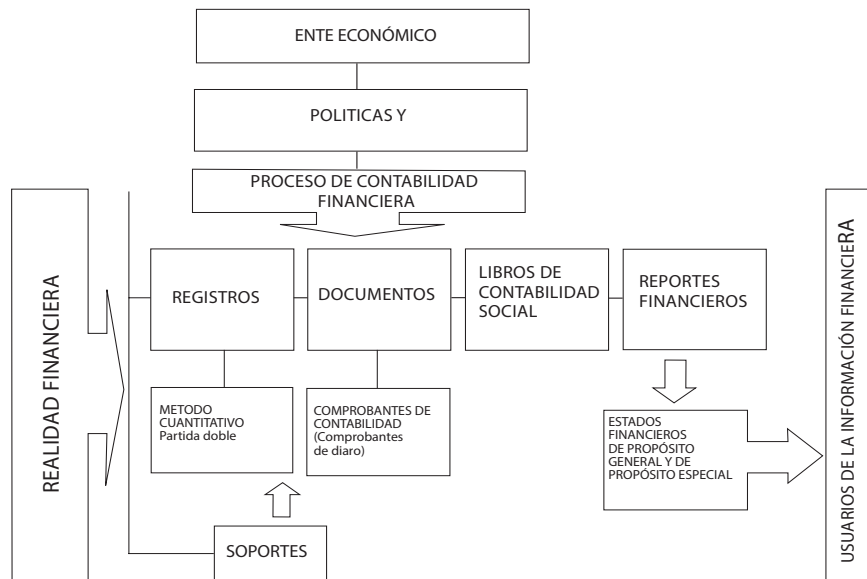 ENTE ECONÓMICO
POLITICAS Y
PROCESO DE CONTABILIDAD
FINANCIERA
REALIDAD FINANCIERA
REGISTROS
DOCUMENTOS
LIBROS DE
CONTABILIDAD
SOCIAL
REPORTES
FINANCIEROS
METODO
CUANTITATIVO
Partida doble
COMPROBANTES DE
CONTABILIDAD
(Comprobantes
de diaro)
ESTADOS
FINANCIEROS
DE PROPÓSITO
GENERAL Y DE
PROPÓSITO ESPECIAL
SOPORTES
USUARIOS DE LA INFORMACIÓN FINANCIERA